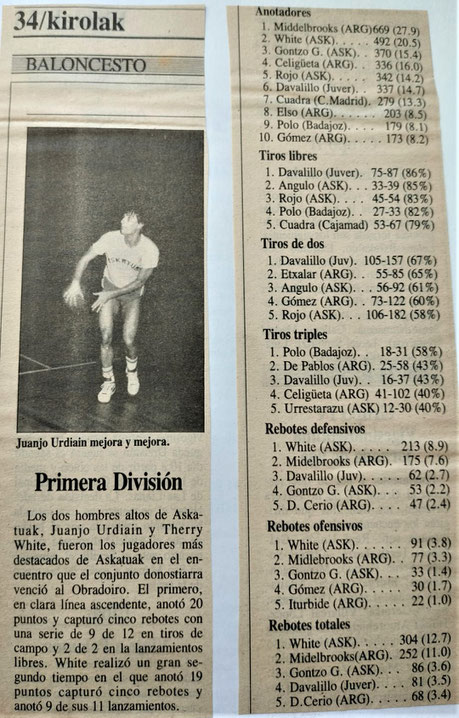 34/kirolak
BALONCESTO
ASKATUAK
Juanjo Urdiain mejora y mejora.
Primera División
Los dos hombres altos de Aska-
tuak, Juanjo Urdiain y Therry
White, fueron los jugadores más
destacados de Askatuak en el en-
cuentro que el conjunto donostiarra
venció al Obradoiro. El primero,
en clara línea ascendente, anotó 20
puntos y capturó cinco rebotes con
una serie de 9 de 12 en tiros de
campo y 2 de 2 en la lanzamientos
libres. White realizó un gran se-
gundo tiempo en el que anotó 19
puntos capturó cinco rebotes y
anotó 9 de sus 11 lanzamientos.
Anotadores
1. Middelbrooks (ARG)669 (27.9)
2. White (ASK). . . . . 492 (20.5)
3. Gontzo G. (ASK). . . 370 (15.4)
4. Celigüeta (ARG). . . 336 (16.0)
5. Rojo (ASK). . . . . . 342 (14.2)
6. Davalillo (Juver). . . 337 (14.7)
7. Cuadra (C.Madrid). 279 (13.3)
8. Elso (ARG). . . . . . 203 (8.5)
9. Polo (Badajoz). . . . 179 (8.1)
10. Gómez (ARG). . . . 173 (8.2)
Tiros libres
1. Davalillo (Juver). 75-87 (86%)
2. Angulo (ASK). . . 33-39 (85%)
3. Rojo (ASK). . . . 45-54 (83%)
4. Polo (Badajoz). . 27-33 (82%)
5. Cuadra (Cajamad) 53-67 (79%)
Tiros de dos
1. Davalillo (Juv). 105-157 (67%)
2. Etxalar (ARG). . . 55-85 (65%)
3. Angulo (ASK). . . 56-92 (61%)
4. Gómez (ARG). . 73-122 (60%)
5. Rojo (ASK). . . 106-182 (58%)
Tiros triples
1. Polo (Badajoz). . 18-31 (58%)
2. De Pablos (ARG). 25-58 (43%)
3. Davalillo (Juv). . . 16-37 (43%)
4. Celigüeta (ARG) 41-102 (40%)
5. Urrestarazu (ASK) 12-30 (40%)
Rebotes defensivos
1. White (ASK). . . . . . 213 (8.9)
2. Midelbrooks (ARG). 175 (7.6)
3. Davalillo (Juv). . . . . 62 (2.7)
4. Gontzo G. (ASK). . . 53 (2.2)
5. D. Cerio (ARG). . . . 47 (2.4)
Rebotes ofensivos
1. White (ASK). . . . . . 91 (3.8)
2. Midlebrooks (ARG). . 77 (3.3)
3. Gontzo G. (ASK). . . 33 (1.4)
4. Gómez (ARG). . . . . 30 (1.7)
5. Iturbide (ARG). . . . 22 (1.0)
Rebotes totales
1. White (ASK). . . . . 304 (12.7)
2. Midelbrooks(ARG). 252 (11.0)
3. Gontzo G. (ASK). . . 86 (3.6)
4. Davalillo (Juver). . . . 81 (3.5)
5. D. Cerio (ARG). . . . 68 (3.4)